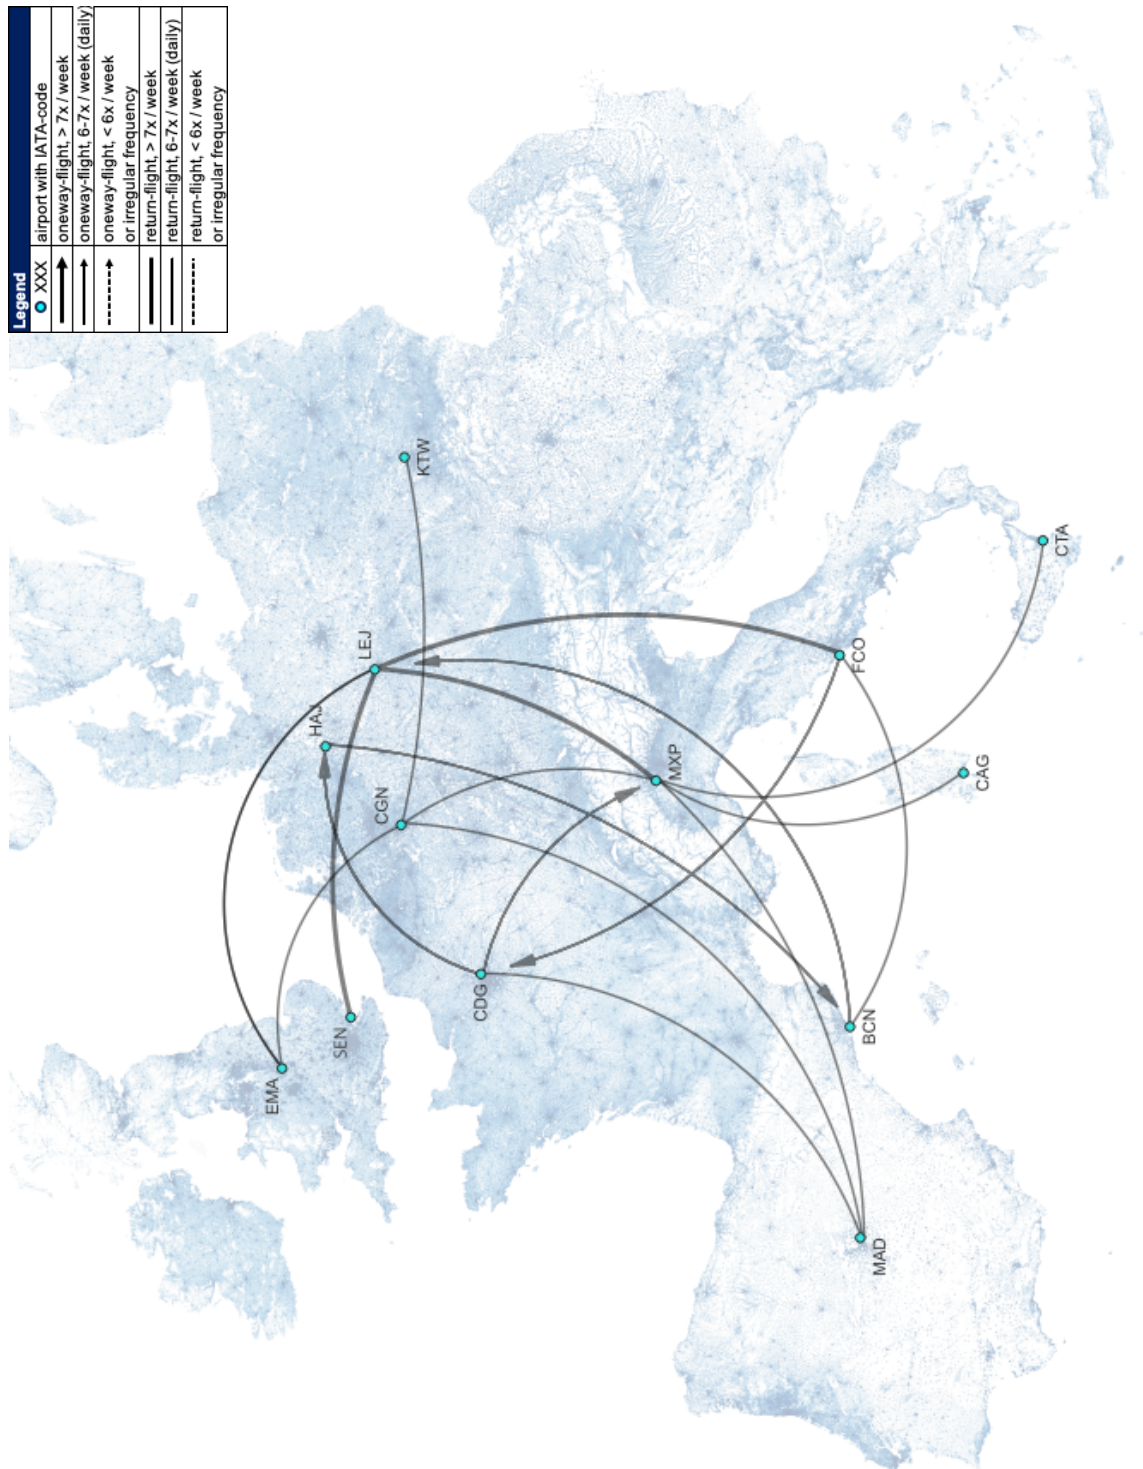 Legend
XXX airport with IATA-code
oneway-flight, > 7x / week
oneway-flight, 6-7x / week (daily)
oneway-flight, < 6x / week
or irregular frequency
return-flight, > 7x / week
return-flight, 6-7x / week (daily)
return-flight, < 6x / week
or irregular frequency
EMA
SEN
HAJ
LEJ
CGN
KTW
CDG
MXP
MAD
BCN
FCO
CAG
CTA